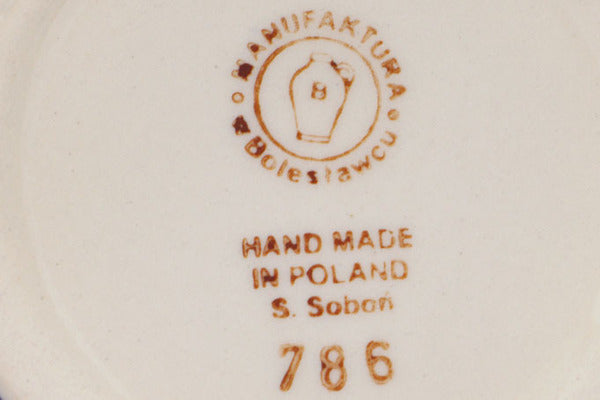 MANUFAKTURA
w Bolesławcu
B
HAND MADE
IN POLAND
S. Soboń
786